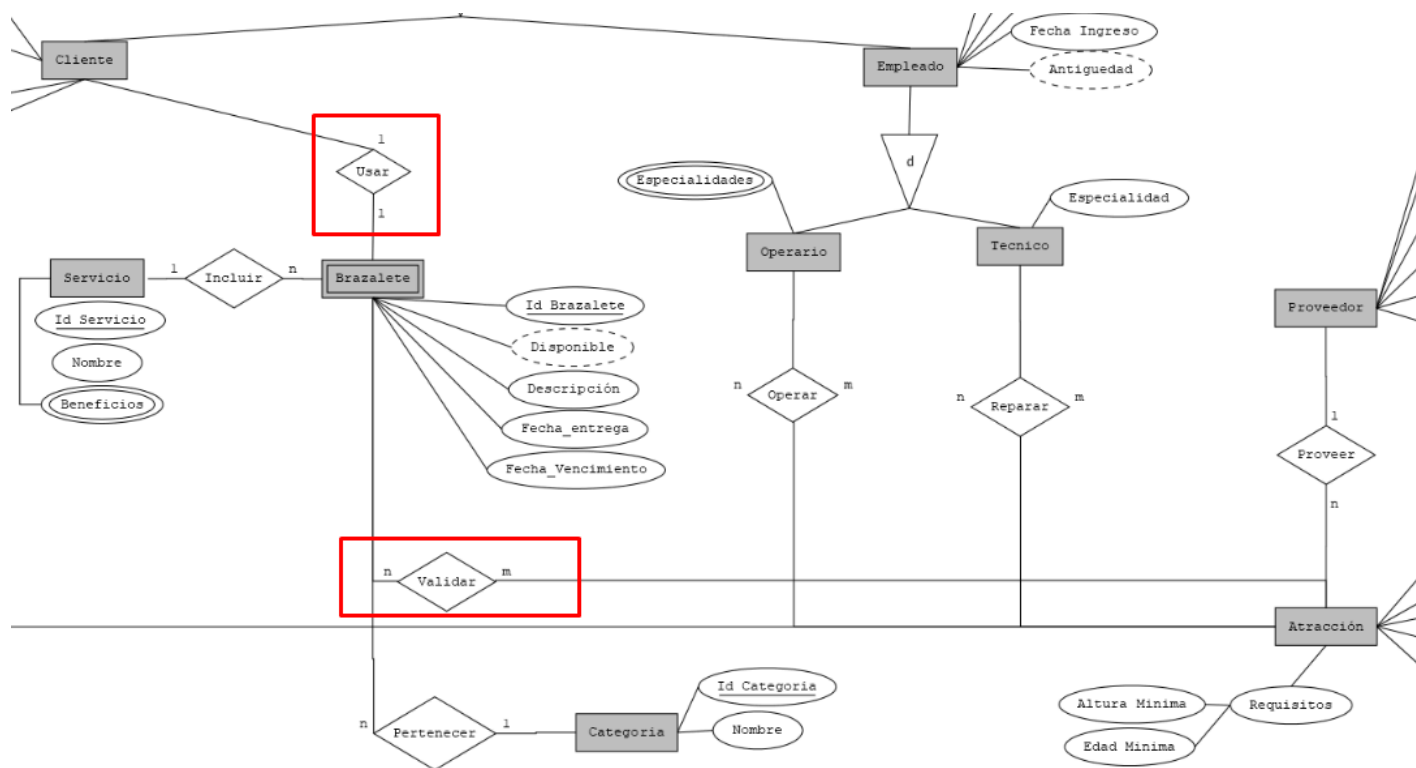 Fecha Ingreso
Cliente
Empleado
Antiguedad
1
Usar
d
Especialidades
Especialidad
1
Operario
Tecnico
Servicio
1
Incluir
n
Brazalete
Id Brazalete
Proveedor
Id Servicio
Disponible
Nombre
Descripción
n
Operar
m
n
Reparar
m
Beneficios
1
Fecha_entrega
Proveer
Fecha_Vencimiento
n
n
Validar
m
Atracción
Id Categoria
Altura Minima
Requisitos
n
Pertenecer
1
Categoria
Nombre
Edad Minima